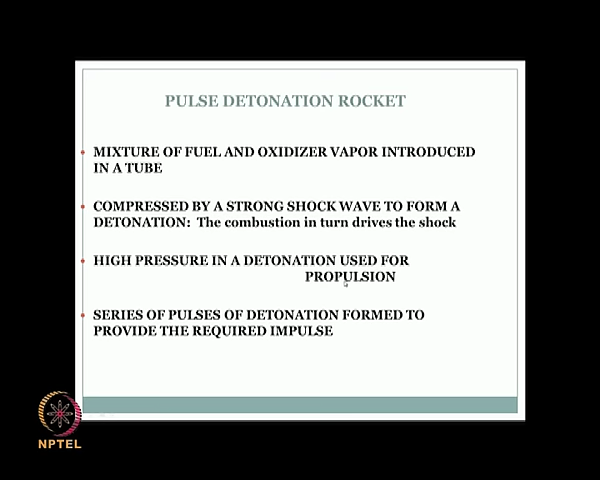 PULSE DETONATION ROCKET
MIXTURE OF FUEL AND OXIDIZER VAPOR INTRODUCED
IN A TUBE
COMPRESSED BY A STRONG SHOCK WAVE TO FORM A
DETONATION: The combustion in turn drives the shock
HIGH PRESSURE IN A DETONATION USED FOR
PROPULSION
SERIES OF PULSES OF DETONATION FORMED TO
PROVIDE THE REQUIRED IMPULSE
NPTEL